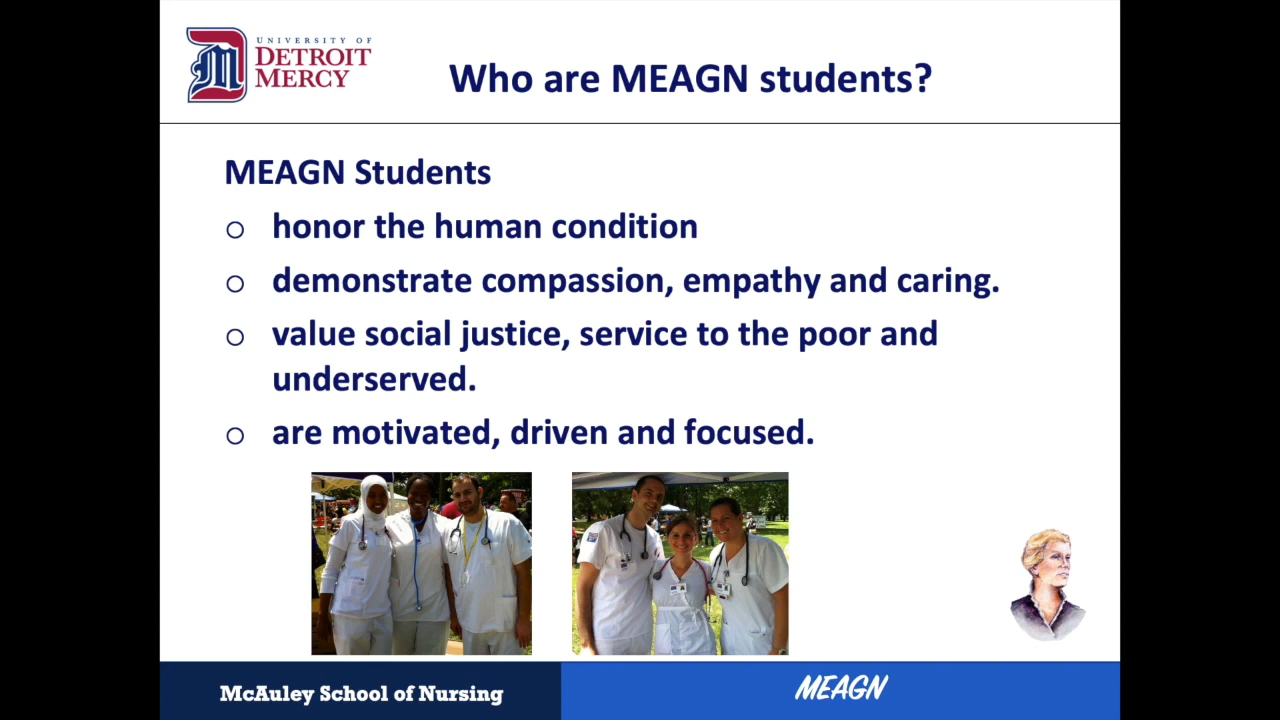 UNIVERSITY OF
DETROIT
MERCY
Who are MEAGN students?
MEAGN Students
o honor the human condition
o demonstrate compassion, empathy and caring.
o value social justice, service to the poor and
underserved.
o are motivated, driven and focused.
McAuley School of Nursing
MEAGN